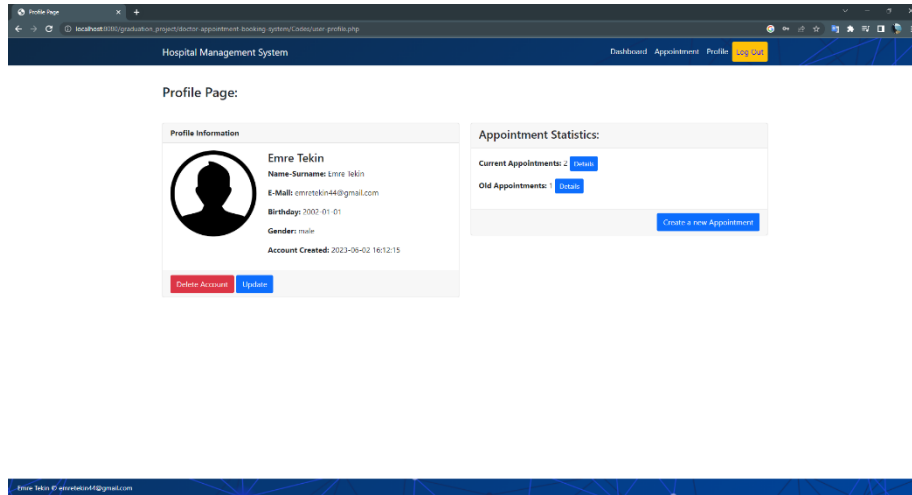 Profile Page
localhost:8080/graduation_project/doctor-appointment-booking-system/Codes/user-profile.php
Hospital Management System
Dashboard Appointment Profile Log Out
Profile Page:
Profile Information
Emre Tekin
Name-Surname: Emre Tekin
E-Mail: emretekin44@gmail.com
Birthday: 2002-01-01
Gender: male
Account Created: 2023-06-02 16:12:15
Delete Account Update
Appointment Statistics:
Current Appointments: 2 Details
Old Appointments: 1 Details
Create a new Appointment
Emre Tekin © emretekin44@gmail.com